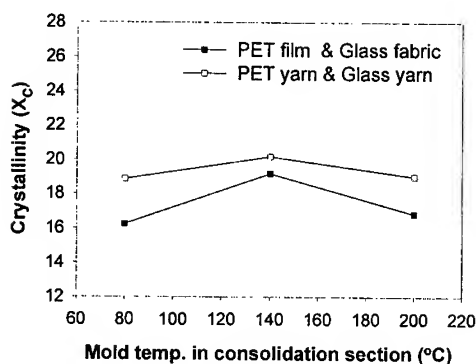 28
26
24
22
20
18
16
14
12
Crystallinity (Xc)
PET film & Glass fabric
PET yarn & Glass yarn
60 80 100 120 140 160 180 200 220
Mold temp. in consolidation section (ºC)